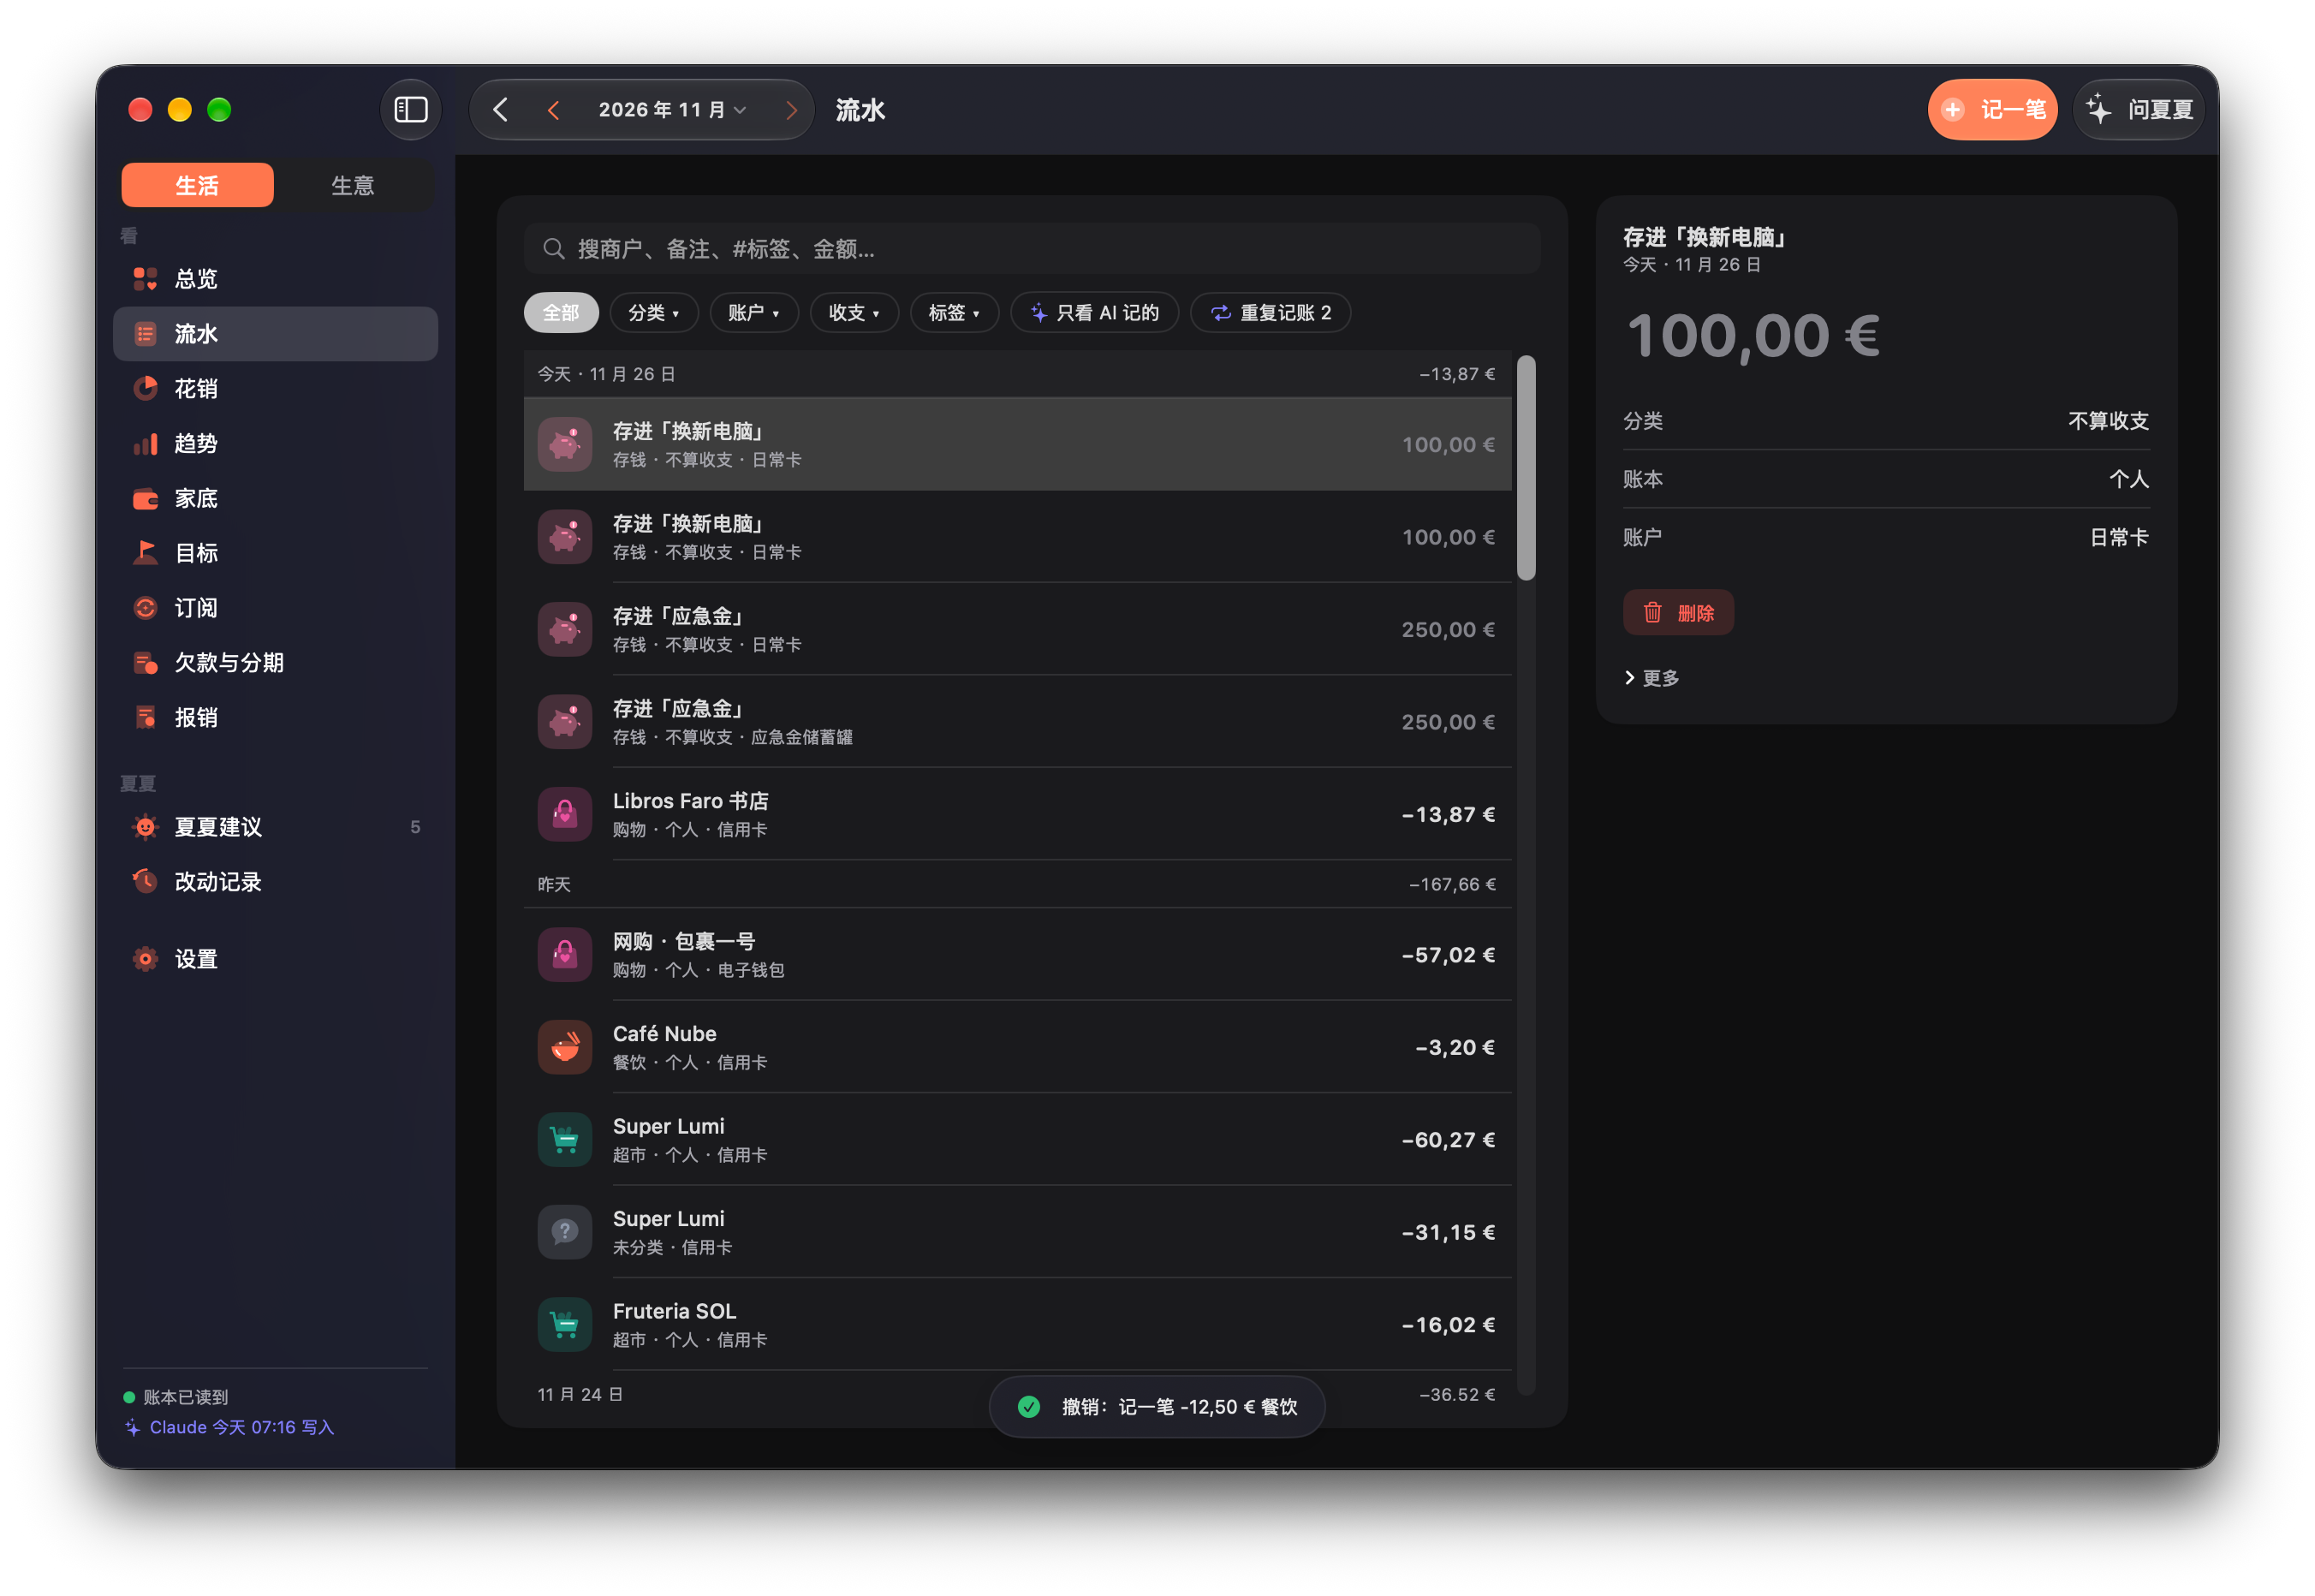 2026 年 11 月
流水
记一笔
问夏夏
生活
生意
看
总览
流水
花销
趋势
家底
目标
订阅
欠款与分期
报销
夏夏
夏夏建议 5
改动记录
设置
账本已读到
Claude 今天 07:16 写入
搜商户、备注、#标签、金额...
全部 分类 ▾ 账户 ▾ 收支 ▾ 标签 ▾ 只看 AI 记的 重复记账 2
今天 · 11 月 26 日 −13,87 €
存进「换新电脑」
存钱 · 不算收支 · 日常卡
100,00 €
存进「换新电脑」
存钱 · 不算收支 · 日常卡
100,00 €
存进「应急金」
存钱 · 不算收支 · 日常卡
250,00 €
存进「应急金」
存钱 · 不算收支 · 应急金储蓄罐
250,00 €
Libros Faro 书店
购物 · 个人 · 信用卡
−13,87 €
昨天 −167,66 €
网购 · 包裹一号
购物 · 个人 · 电子钱包
−57,02 €
Café Nube
餐饮 · 个人 · 信用卡
−3,20 €
Super Lumi
超市 · 个人 · 信用卡
−60,27 €
Super Lumi
未分类 · 信用卡
−31,15 €
Fruteria SOL
超市 · 个人 · 信用卡
−16,02 €
11 月 24 日 −36,52 €
撤销：记一笔 -12,50 € 餐饮
存进「换新电脑」
今天 · 11 月 26 日
100,00 €
分类 不算收支
账本 个人
账户 日常卡
删除
更多